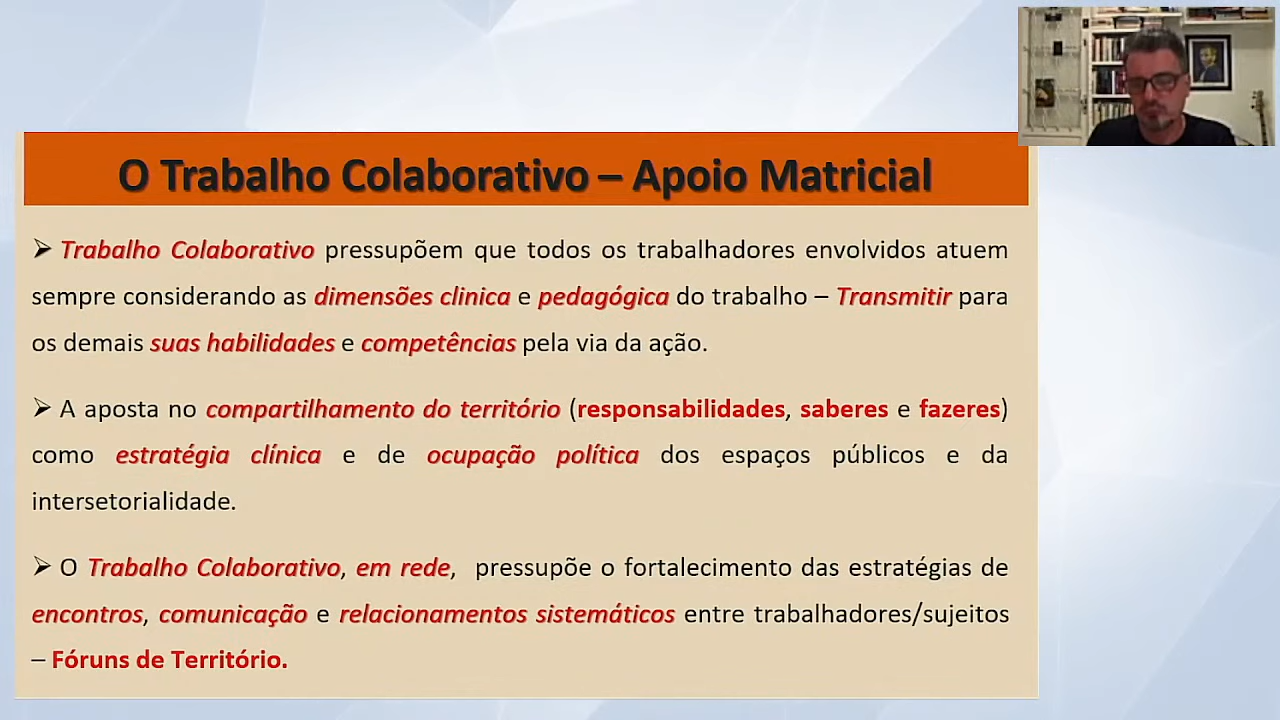 O Trabalho Colaborativo – Apoio Matricial
➢ Trabalho Colaborativo pressupõem que todos os trabalhadores envolvidos atuem
sempre considerando as dimensões clinica e pedagógica do trabalho – Transmitir para
os demais suas habilidades e competências pela via da ação.
➢ A aposta no compartilhamento do território (responsabilidades, saberes e fazeres)
como estratégia clínica e de ocupação política dos espaços públicos e da
intersetorialidade.
➢ O Trabalho Colaborativo, em rede, pressupõe o fortalecimento das estratégias de
encontros, comunicação e relacionamentos sistemáticos entre trabalhadores/sujeitos
– Fóruns de Território.